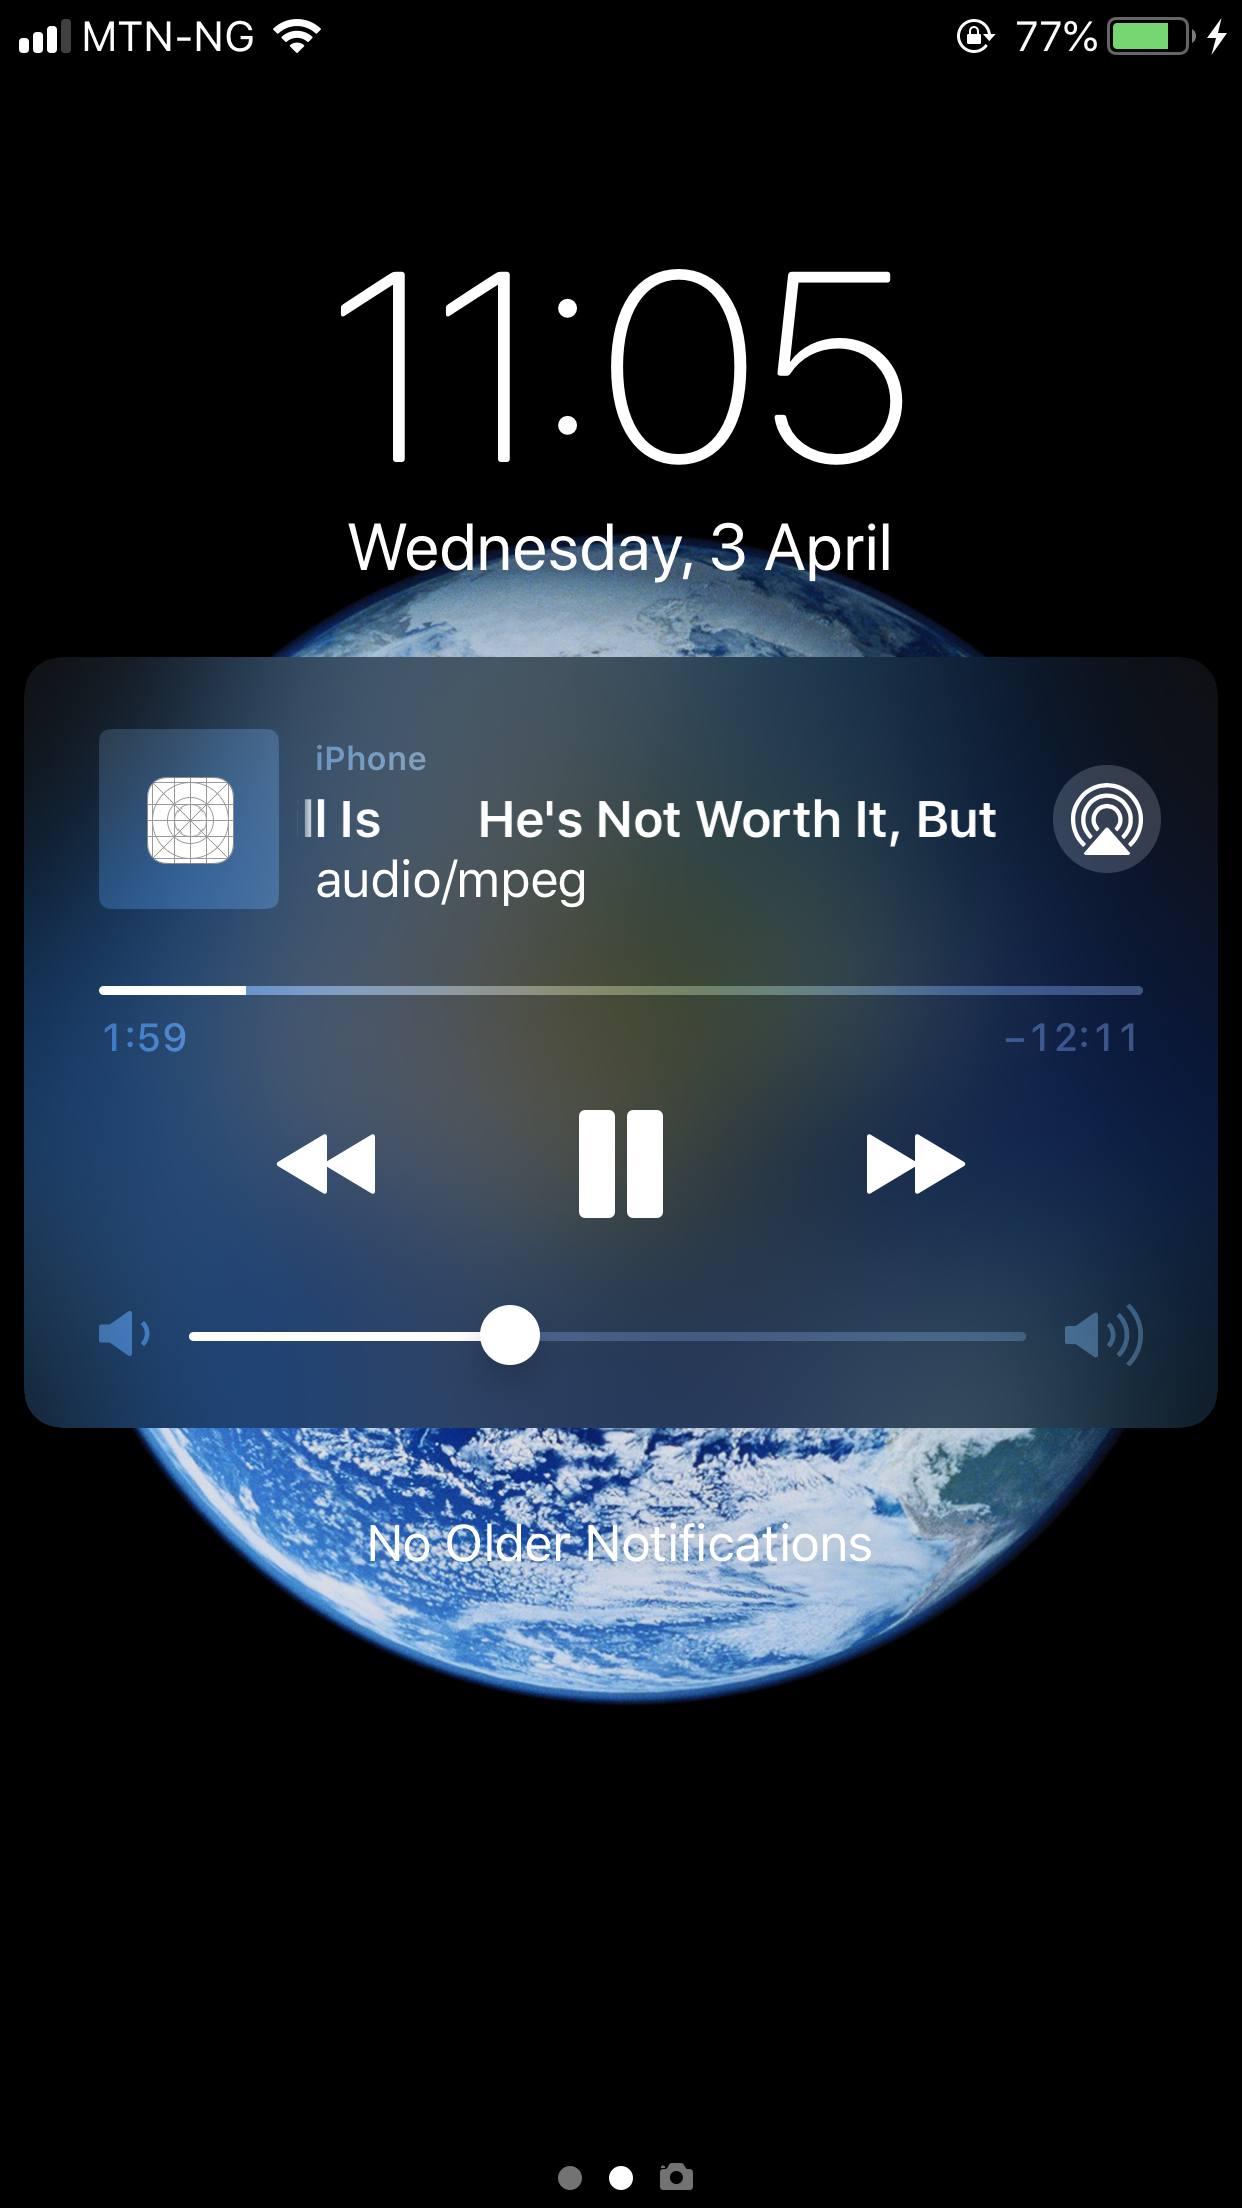 MTN-NG 77%
11:05
Wednesday, 3 April
iPhone
ll Is He's Not Worth It, But
audio/mpeg
1:59 –12:11
No Older Notifications